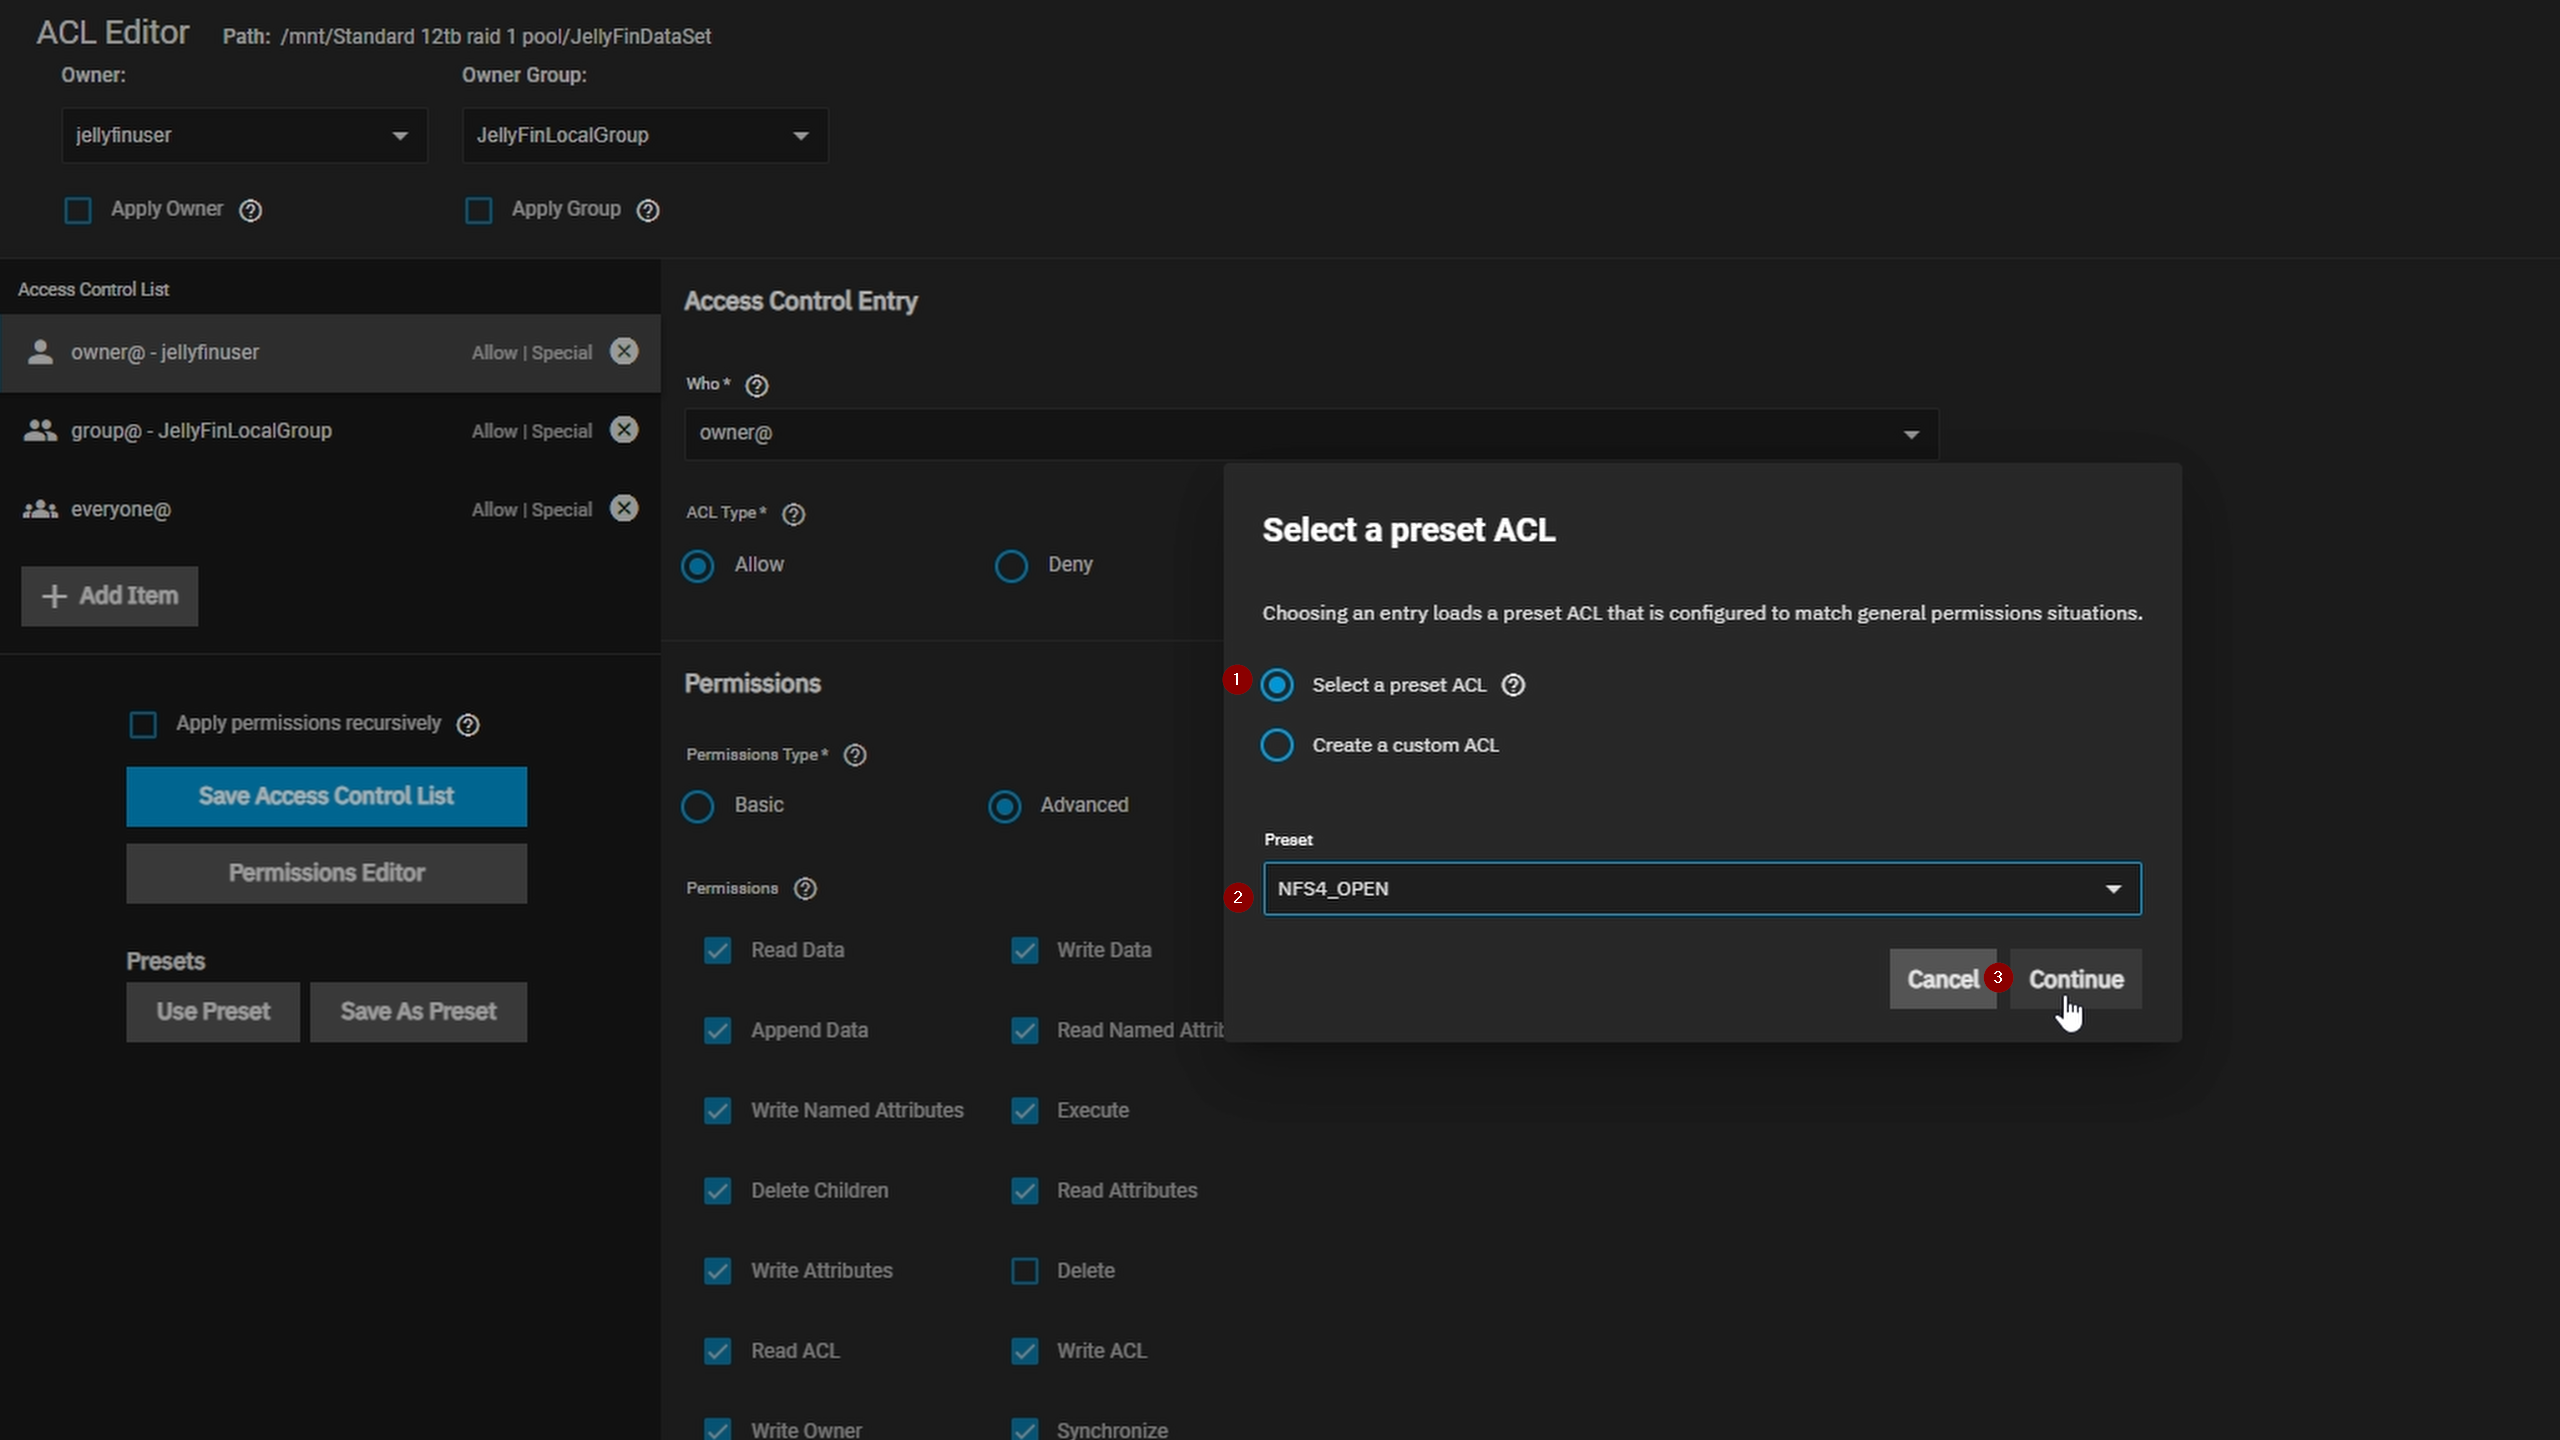 ACL Editor Path: /mnt/Standard 12tb raid 1 pool/JellyFinDataSet
Owner: Owner Group:
jellyfinuser JellyFinLocalGroup
Apply Owner Apply Group
Access Control List
owner@ - jellyfinuser Allow | Special
group@ - JellyFinLocalGroup Allow | Special
everyone@ Allow | Special
Add Item
Apply permissions recursively
Save Access Control List
Permissions Editor
Presets
Use Preset Save As Preset
Access Control Entry
Who*
owner@
ACL Type*
Allow Deny
Permissions
Permissions Type*
Basic Advanced
Permissions
Read Data Write Data
Append Data Read Named Attrib
Write Named Attributes Execute
Delete Children Read Attributes
Write Attributes Delete
Read ACL Write ACL
Write Owner Synchronize
Select a preset ACL
Choosing an entry loads a preset ACL that is configured to match general permissions situations.
1 Select a preset ACL
Create a custom ACL
Preset
2 NFS4_OPEN
Cancel 3 Continue